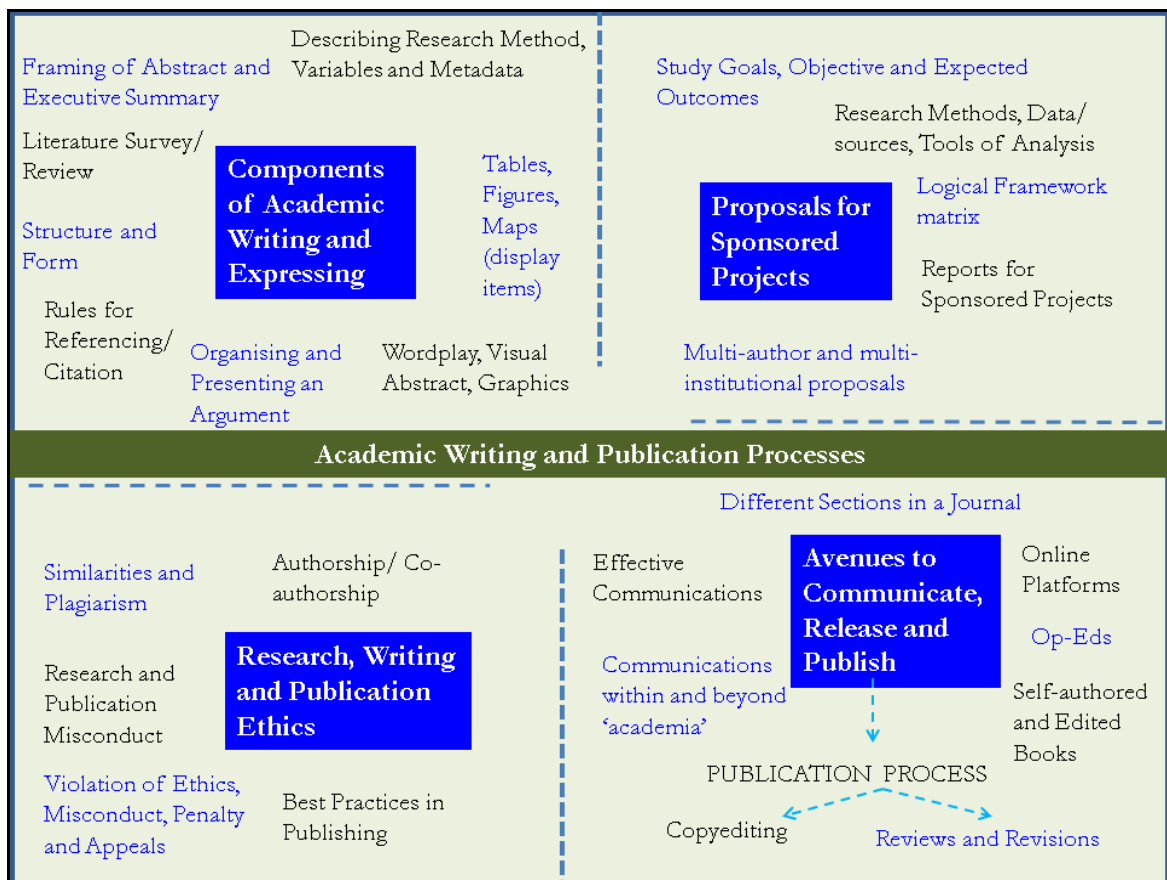 Describing Research Method,
Variables and Metadata
Framing of Abstract and
Executive Summary
Literature Survey/
Review
Components
of Academic
Writing and
Expressing
Tables,
Figures,
Maps
(display
items)
Structure and
Form
Rules for
Referencing/
Citation
Organising and
Presenting an
Argument
Wordplay, Visual
Abstract, Graphics
Study Goals, Objective and Expected
Outcomes
Research Methods, Data/
sources, Tools of Analysis
Proposals for
Sponsored
Projects
Logical Framework
matrix
Reports for
Sponsored Projects
Multi-author and multi-
institutional proposals
Academic Writing and Publication Processes
Similarities and
Plagiarism
Authorship/ Co-
authorship
Research, Writing
and Publication
Ethics
Research and
Publication
Misconduct
Violation of Ethics,
Misconduct, Penalty
and Appeals
Best Practices in
Publishing
Different Sections in a Journal
Effective
Communications
Avenues to
Communicate,
Release and
Publish
Online
Platforms
Op-Eds
Communications
within and beyond
‘academia’
Self-authored
and Edited
Books
PUBLICATION PROCESS
Copyediting
Reviews and Revisions